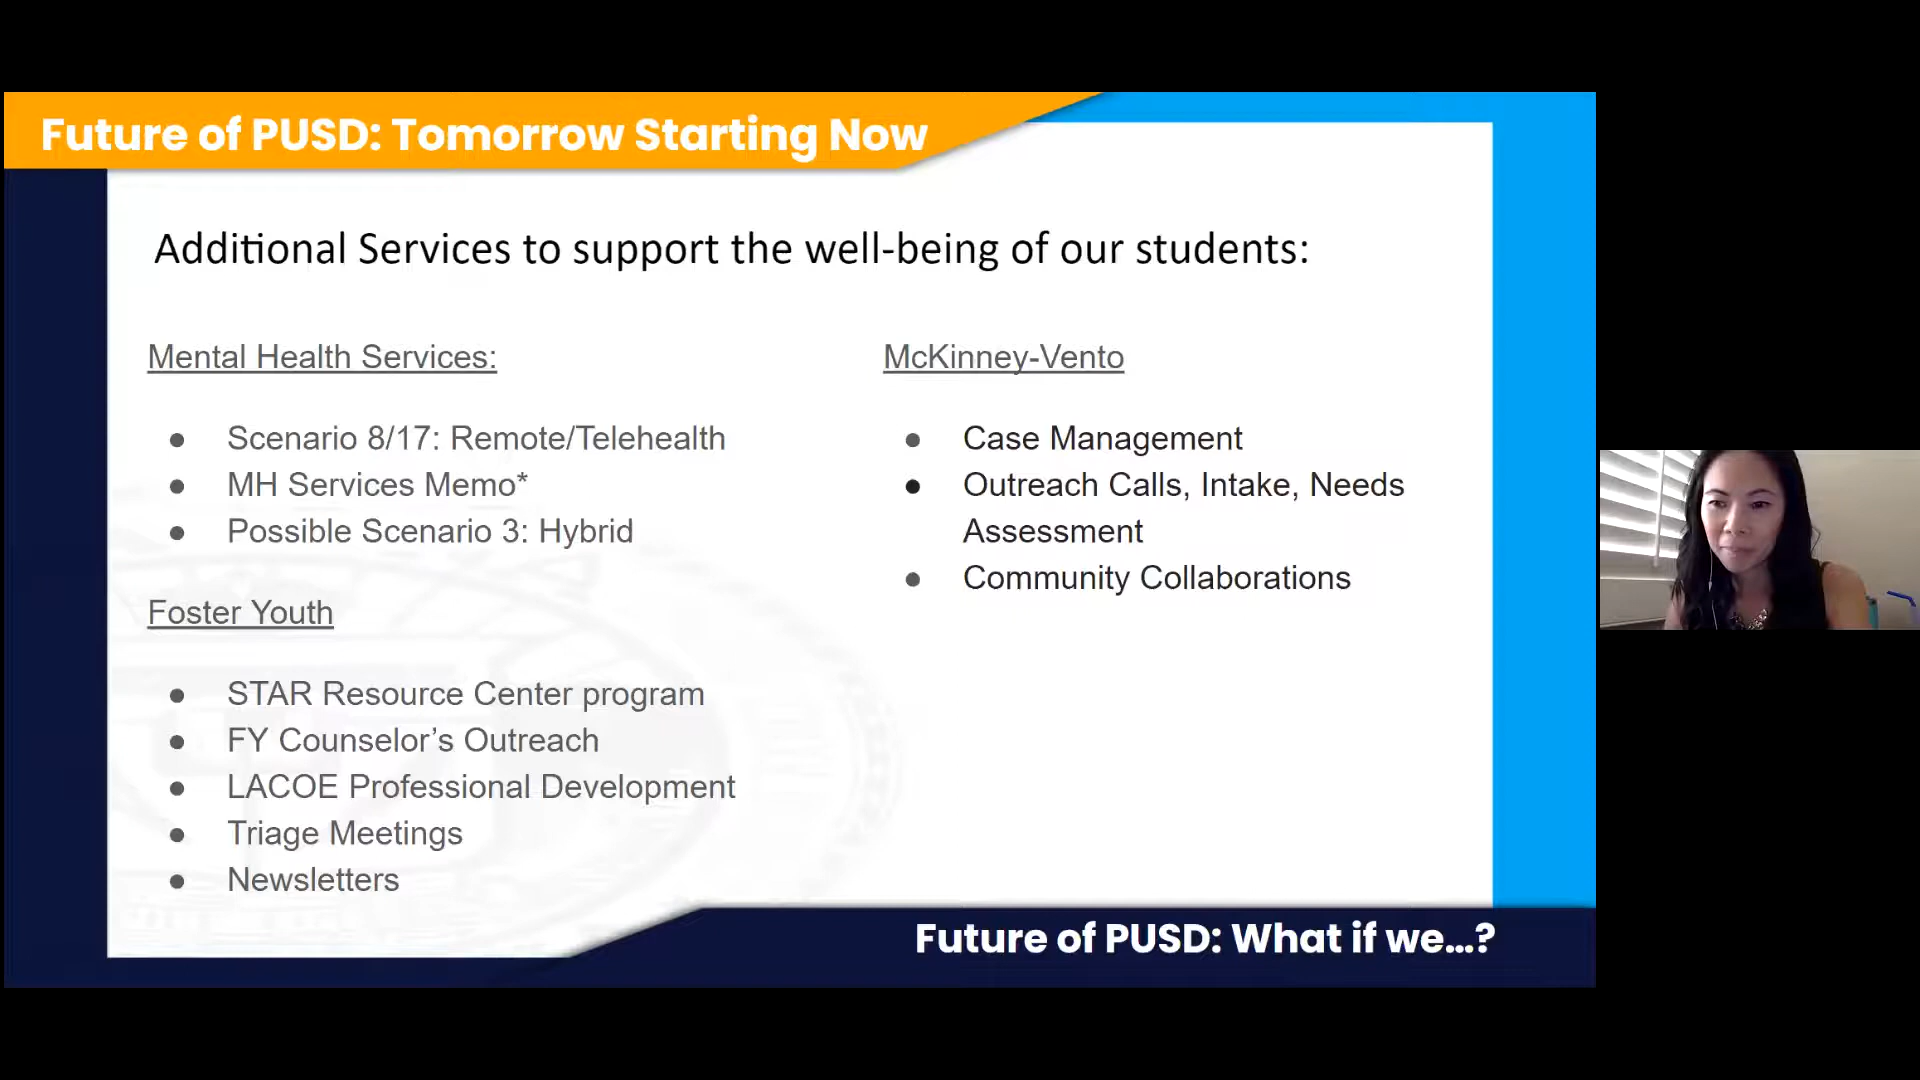 Future of PUSD: Tomorrow Starting Now
Additional Services to support the well-being of our students:
Mental Health Services:
● Scenario 8/17: Remote/Telehealth
● MH Services Memo*
● Possible Scenario 3: Hybrid
Foster Youth
● STAR Resource Center program
● FY Counselor’s Outreach
● LACOE Professional Development
● Triage Meetings
● Newsletters
McKinney-Vento
● Case Management
● Outreach Calls, Intake, Needs
Assessment
● Community Collaborations
Future of PUSD: What if we...?